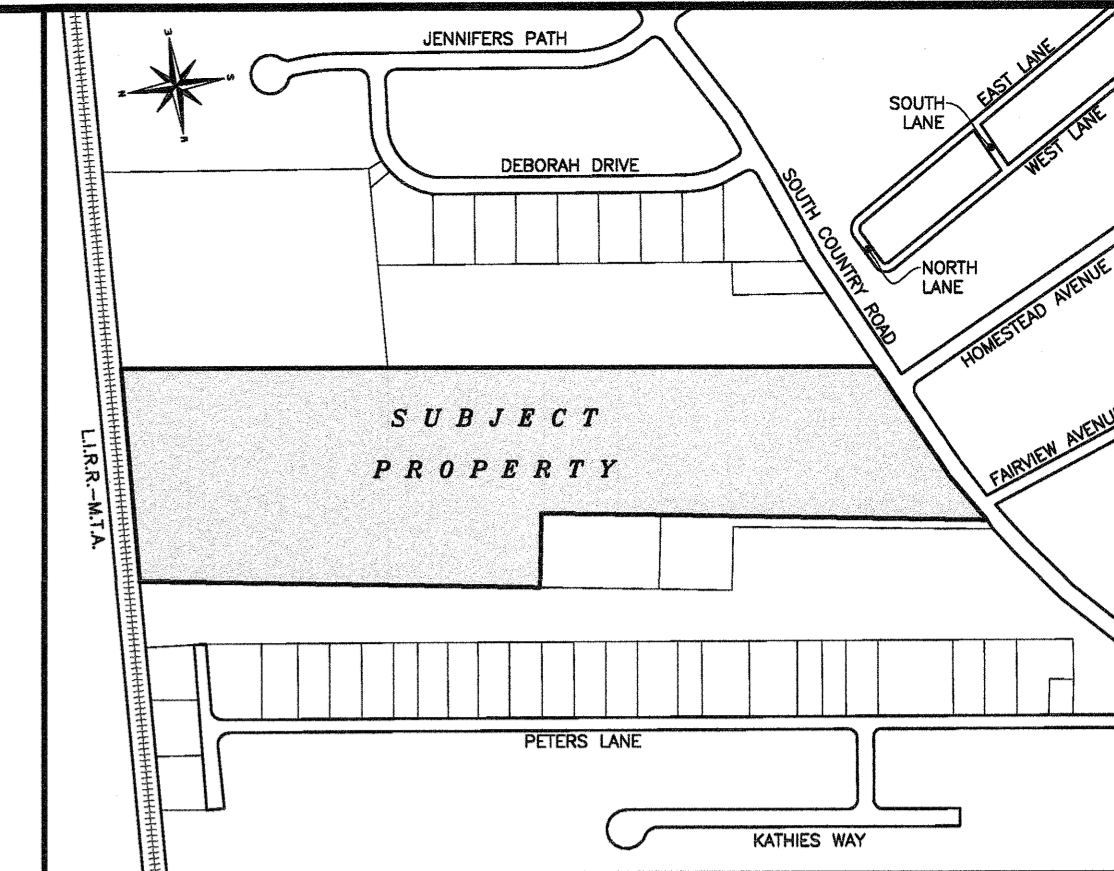 JENNIFERS PATH
E
S
N
W
DEBORAH DRIVE
SOUTH
LANE
EAST LANE
WEST LANE
SOUTH COUNTRY ROAD
NORTH
LANE
HOMESTEAD AVENUE
FAIRVIEW AVENU
SUBJECT
PROPERTY
L.I.R.R.-M.T.A.
PETERS LANE
KATHIES WAY